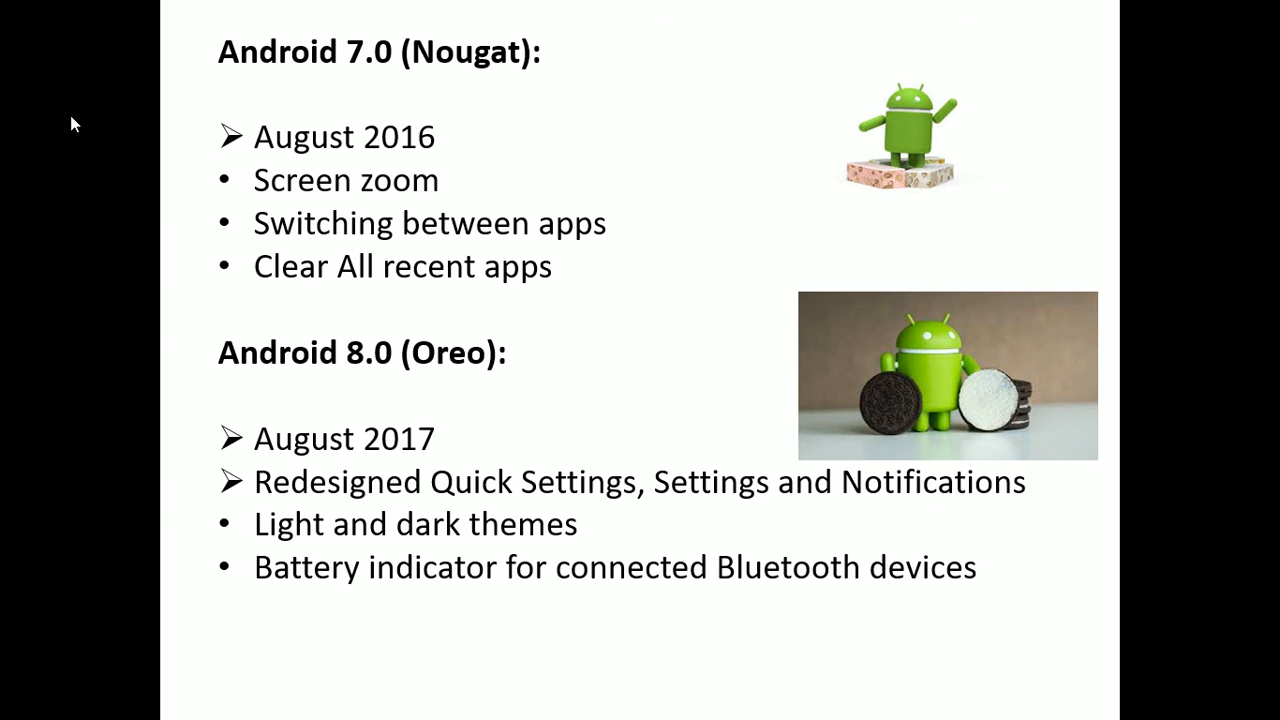 Android 7.0 (Nougat):
➢ August 2016
• Screen zoom
• Switching between apps
• Clear All recent apps
Android 8.0 (Oreo):
➢ August 2017
➢ Redesigned Quick Settings, Settings and Notifications
• Light and dark themes
• Battery indicator for connected Bluetooth devices